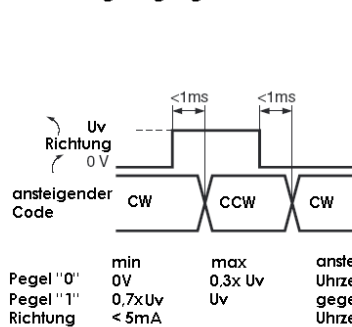 <1ms <1ms
Uv
Richtung
0 V
ansteigender
Code
CW CCW CW
min max
Pegel "0" 0V 0,3x Uv
Pegel "1" 0,7xUv Uv
Richtung < 5mA